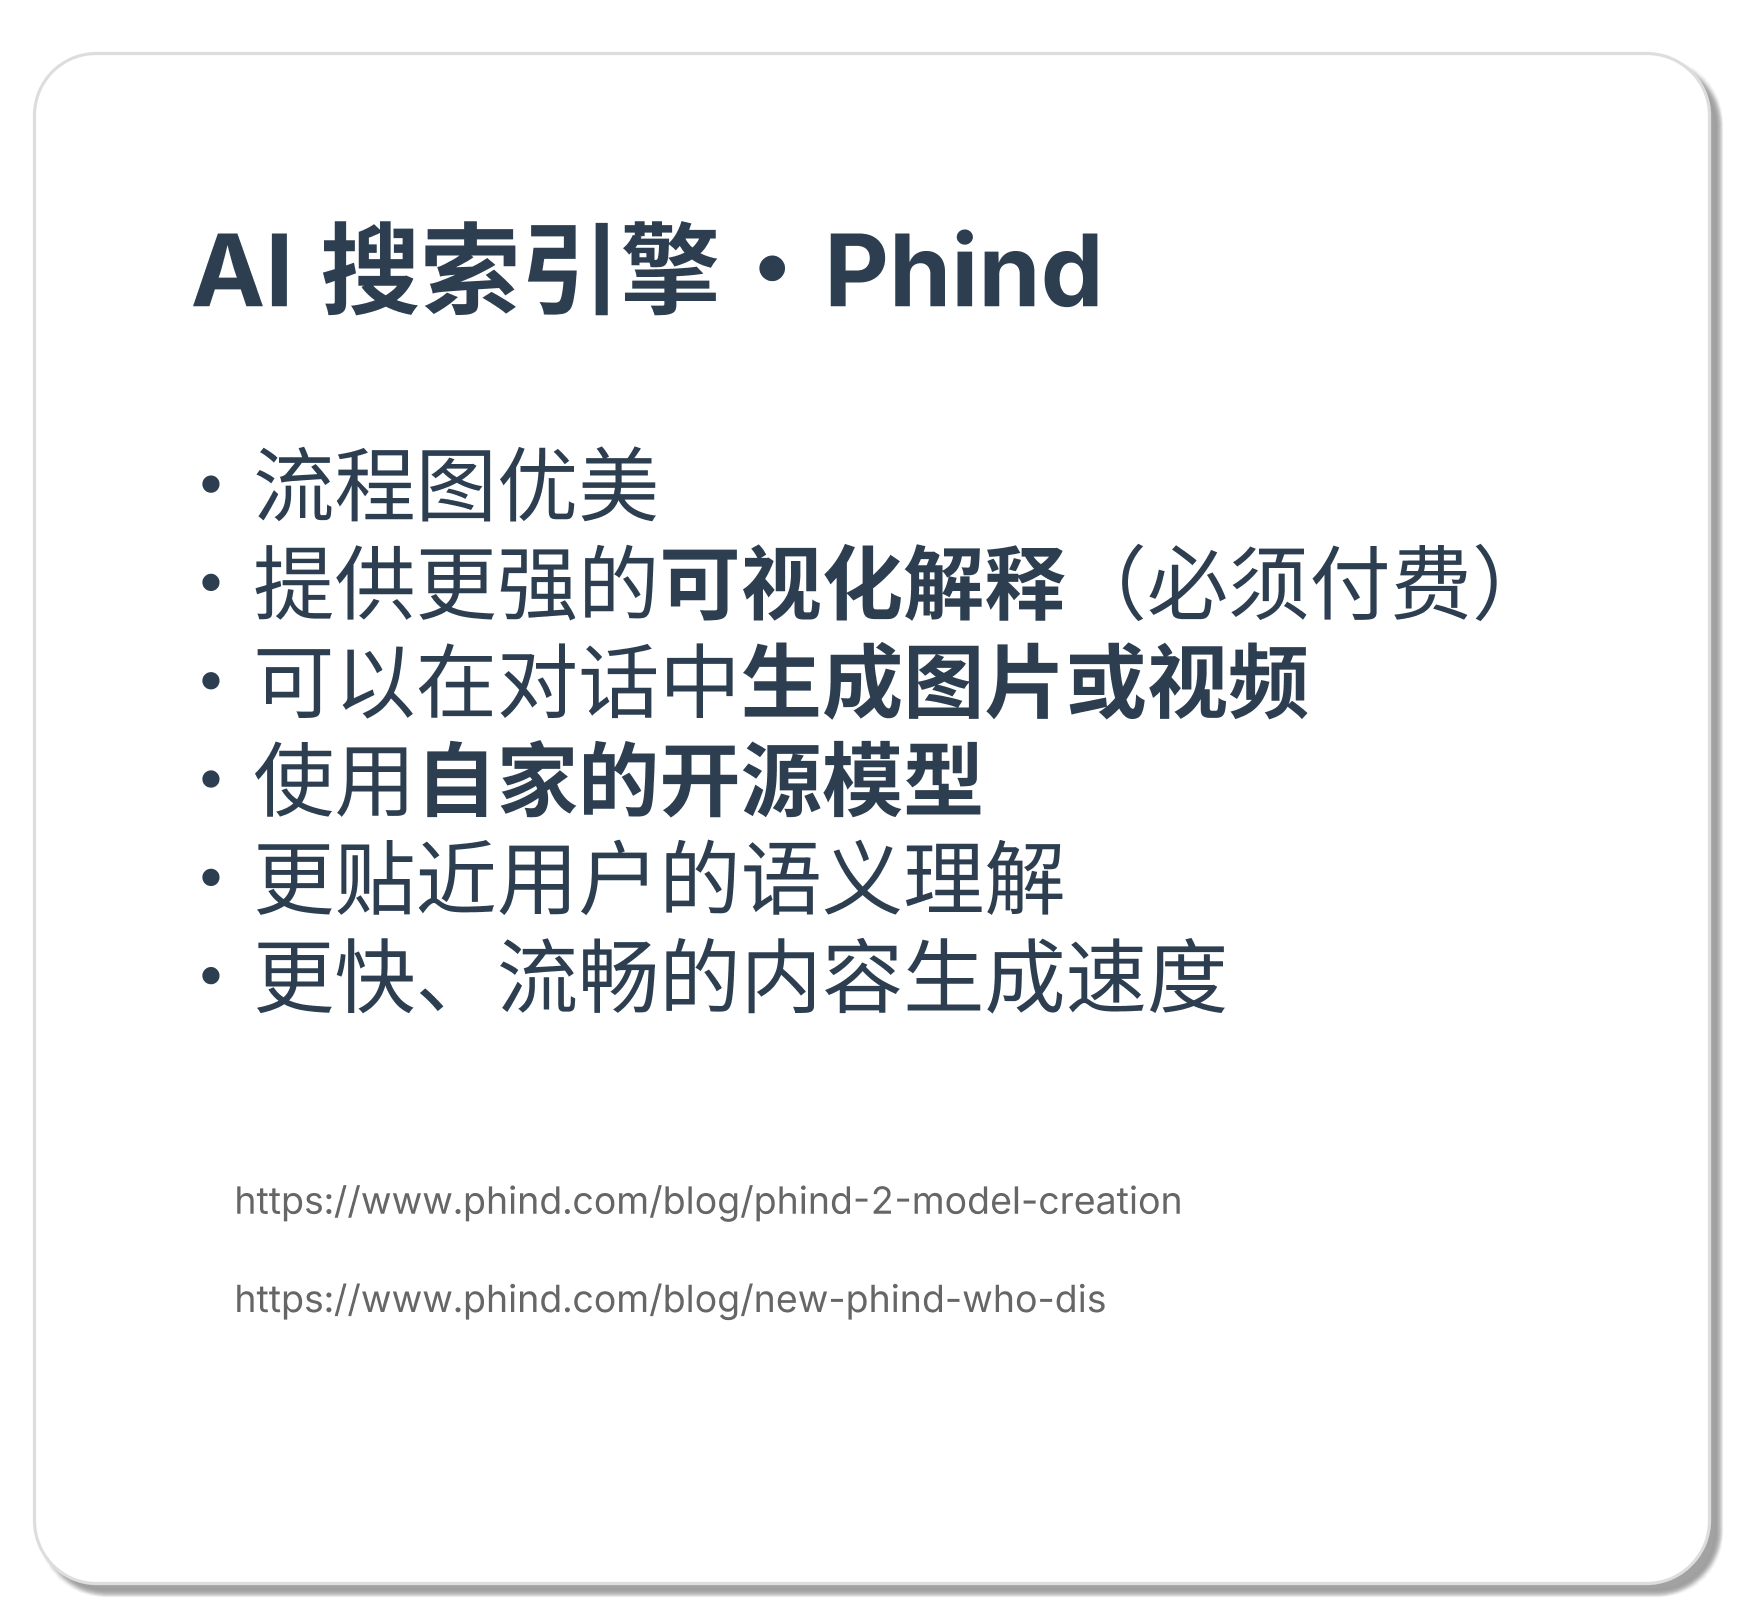 AI 搜索引擎・Phind
• 流程图优美
• 提供更强的可视化解释（必须付费）
• 可以在对话中生成图片或视频
• 使用自家的开源模型
• 更贴近用户的语义理解
• 更快、流畅的内容生成速度
https://www.phind.com/blog/phind-2-model-creation
https://www.phind.com/blog/new-phind-who-dis